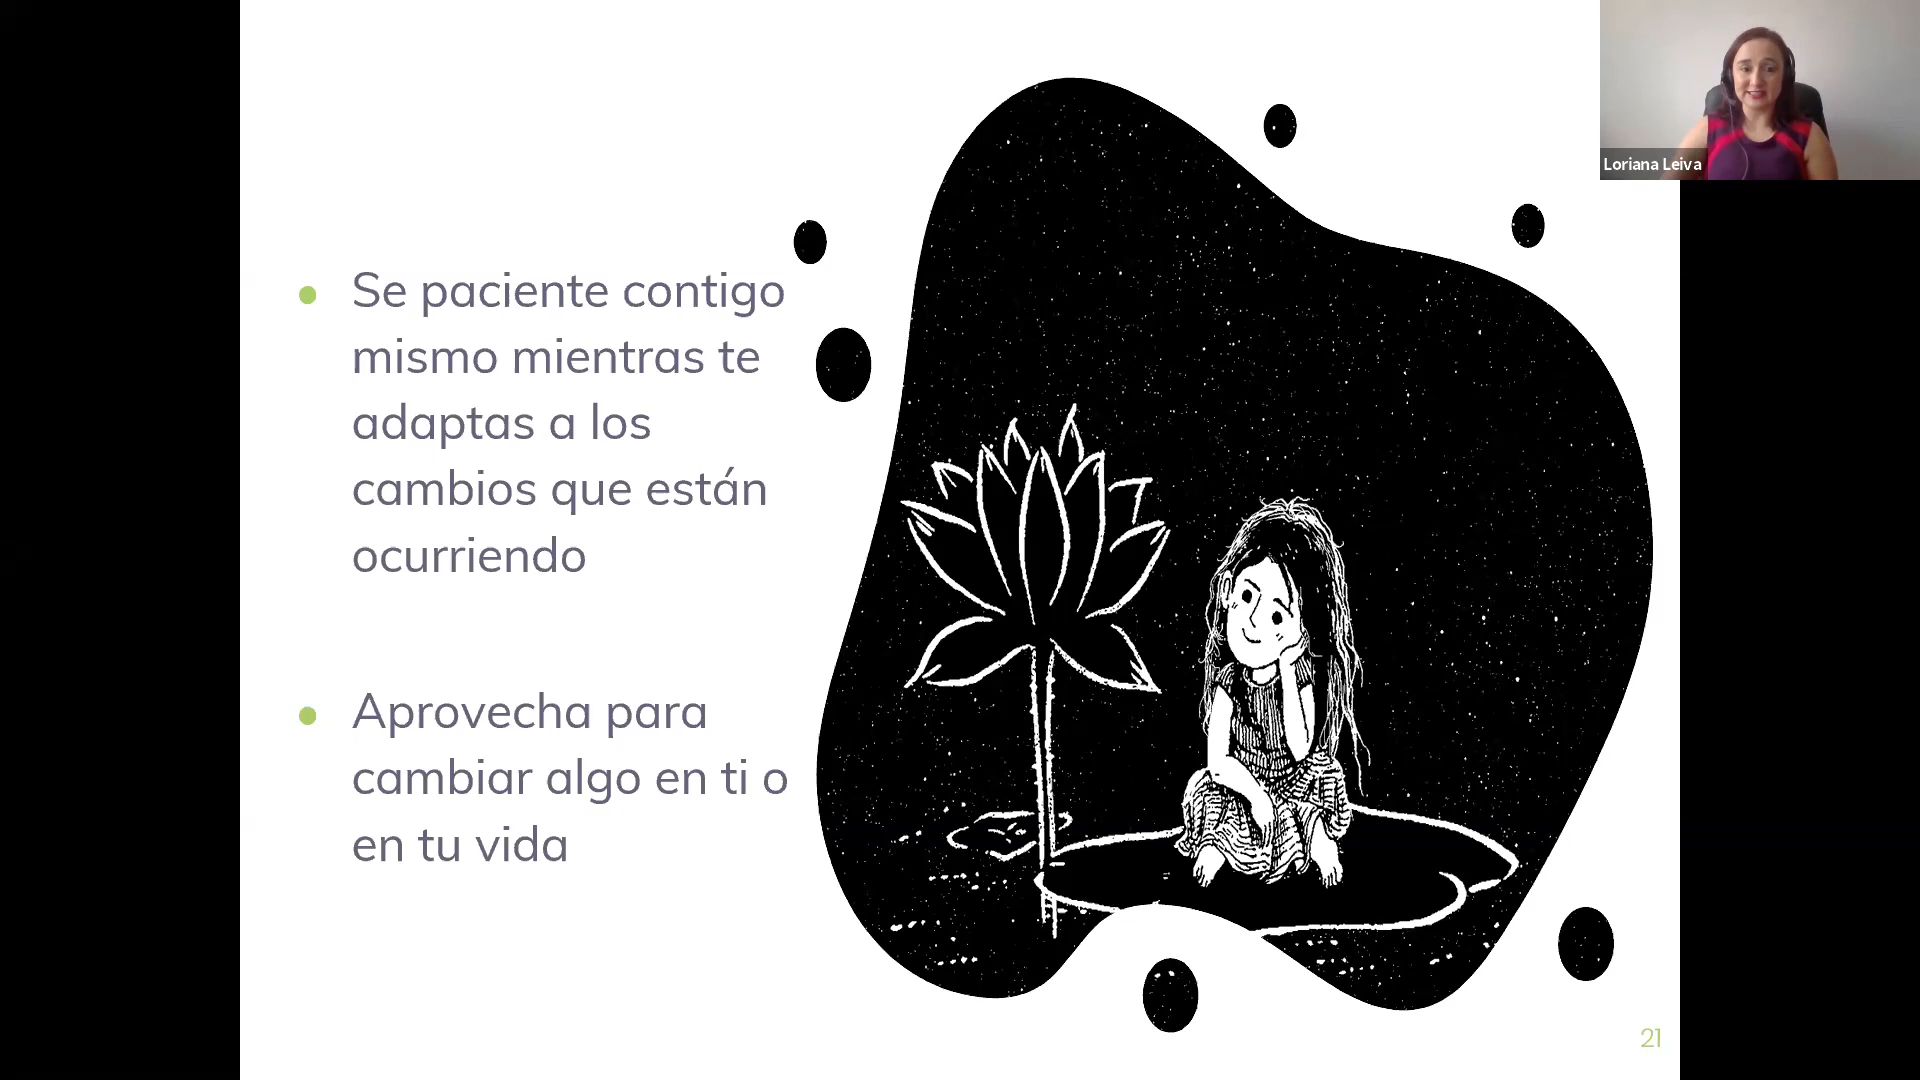 Loriana Leiva
Se paciente contigo
mismo mientras te
adaptas a los
cambios que están
ocurriendo
Aprovecha para
cambiar algo en ti o
en tu vida
21